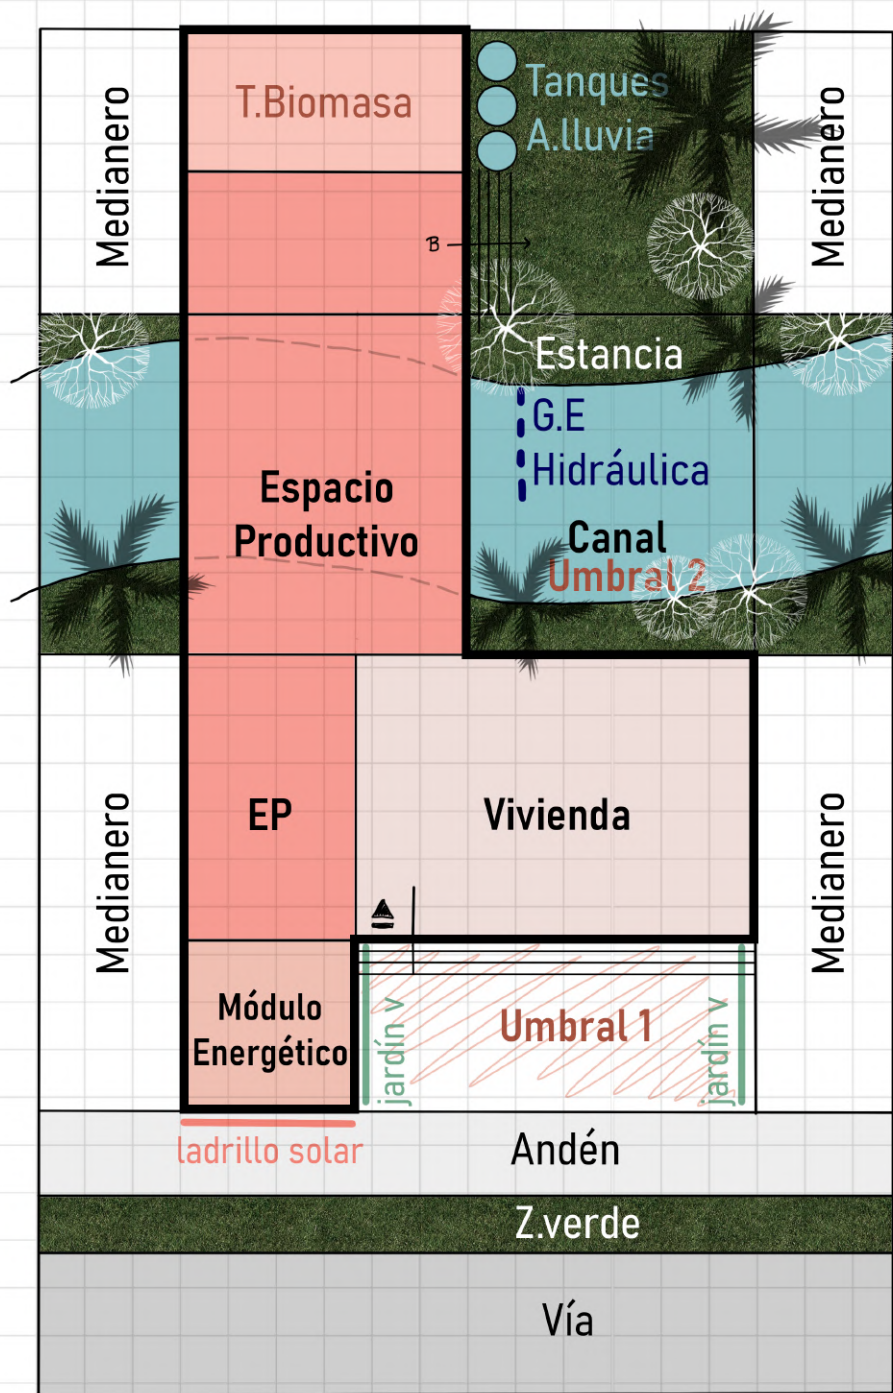 T.Biomasa
Tanques
A.lluvia
Medianero
Medianero
B
Estancia
G.E
Hidráulica
Espacio
Productivo
Canal
Umbral 2
Medianero
EP
Vivienda
Medianero
Módulo
Energético
jardín v
Umbral 1
jardín v
ladrillo solar
Andén
Z.verde
Vía